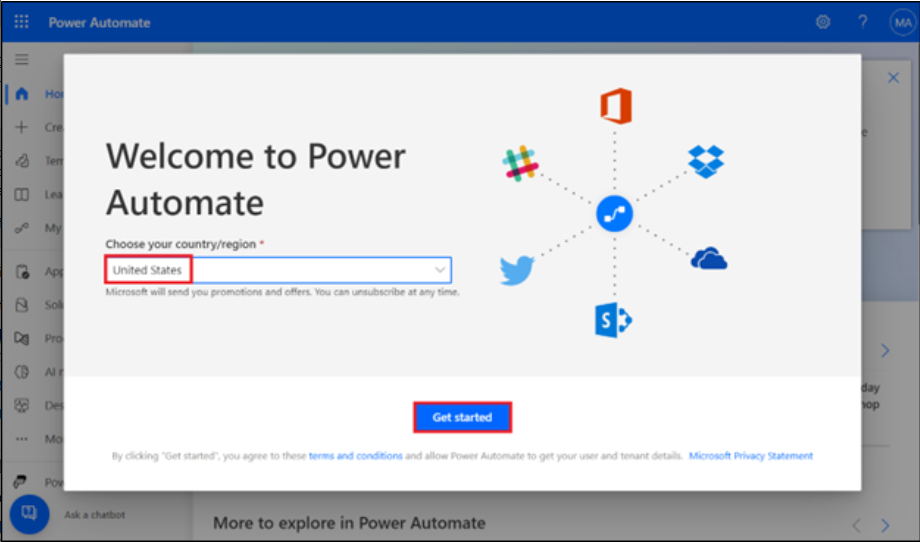 Power Automate
MA
Welcome to Power
Automate
Choose your country/region *
United States
Microsoft will send you promotions and offers. You can unsubscribe at any time.
S
Get started
By clicking "Get started", you agree to these terms and conditions and allow Power Automate to get your user and tenant details. Microsoft Privacy Statement
Ho
Cre
Tem
Lea
My
App
Solu
Pro
AI
Des
Mo
Pov
day
hop
Ask a chatbot
More to explore in Power Automate